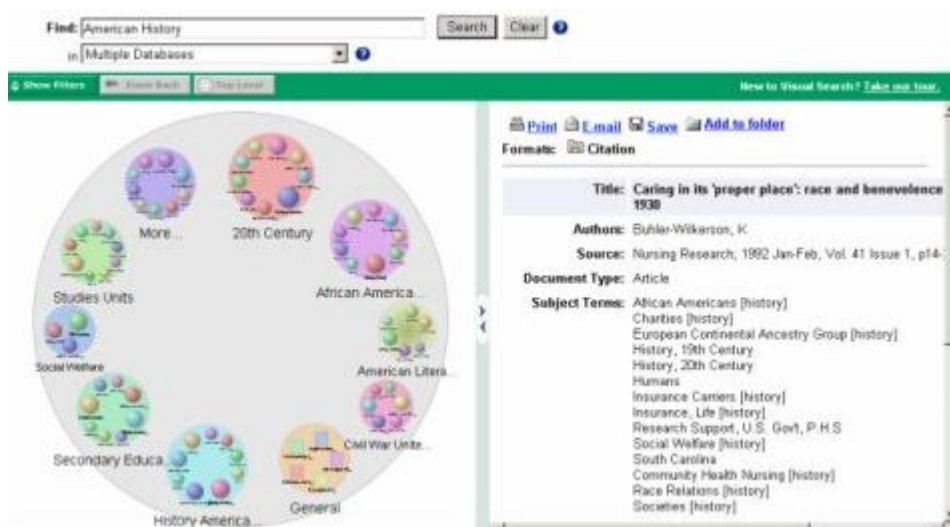 Find: American History Search Clear ?
in Multiple Databases ?
Show Filters Top Level New to Visual Search? Take our tour.
Print E.mail Save Add to folder
Formats: Citation
Title: Caring in its 'proper place': race and benevolence
1930
Authors: Buhler-Wilkerson, K
Source: Nursing Research, 1992 Jan-Feb, Vol. 41 Issue 1, p14-
Document Type: Article
Subject Terms: African Americans [history]
Charities [history]
European Continental Ancestry Group [history]
History, 19th Century
History, 20th Century
Humans
Insurance Carriers [history]
Insurance, Life [history]
Research Support, U.S. Govt, P.H.S
Social Welfare [history]
South Carolina
Community Health Nursing [history]
Race Relations [history]
Societies [history]
More...
20th Century
African America...
Studies Units
Social Welfare
American Litera...
Civil War Unite...
Secondary Educa...
General
History America...